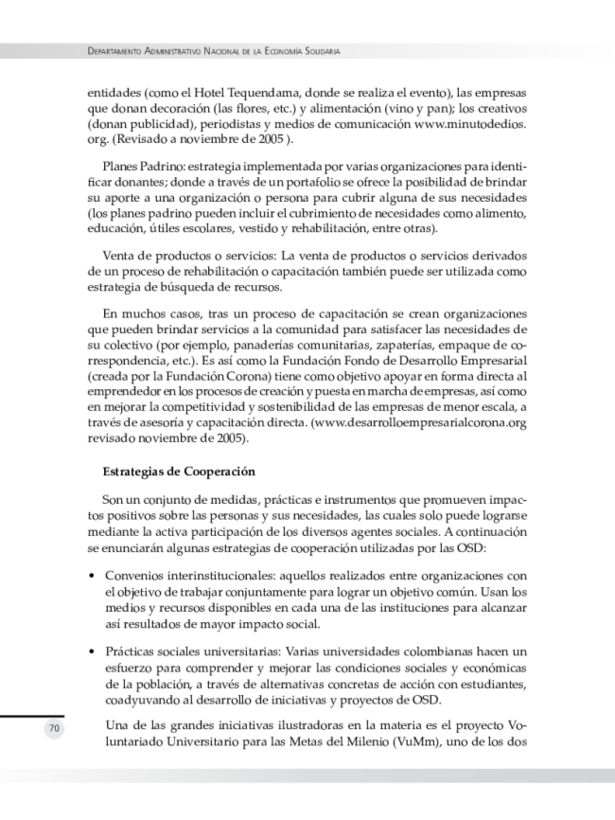 Departamento Administrativo Nacional de la Economía Solidaria
entidades (como el Hotel Tequendama, donde se realiza el evento), las empresas
que donan decoración (las flores, etc.) y alimentación (vino y pan); los creativos
(donan publicidad), periodistas y medios de comunicación www.minutodedios.
org. (Revisado a noviembre de 2005 ).
Planes Padrino: estrategia implementada por varias organizaciones para identi-
ficar donantes; donde a través de un portafolio se ofrece la posibilidad de brindar
su aporte a una organización o persona para cubrir alguna de sus necesidades
(los planes padrino pueden incluir el cubrimiento de necesidades como alimento,
educación, útiles escolares, vestido y rehabilitación, entre otras).
Venta de productos o servicios: La venta de productos o servicios derivados
de un proceso de rehabilitación o capacitación también puede ser utilizada como
estrategia de búsqueda de recursos.
En muchos casos, tras un proceso de capacitación se crean organizaciones
que pueden brindar servicios a la comunidad para satisfacer las necesidades de
su colectivo (por ejemplo, panaderías comunitarias, zapaterías, empaque de co-
rrespondencia, etc.). Es así como la Fundación Fondo de Desarrollo Empresarial
(creada por la Fundación Corona) tiene como objetivo apoyar en forma directa al
emprendedor en los procesos de creación y puesta en marcha de empresas, así como
en mejorar la competitividad y sostenibilidad de las empresas de menor escala, a
través de asesoría y capacitación directa. (www.desarrolloempresarialcorona.org
revisado noviembre de 2005).
Estrategias de Cooperación
Son un conjunto de medidas, prácticas e instrumentos que promueven impac-
tos positivos sobre las personas y sus necesidades, las cuales solo puede lograrse
mediante la activa participación de los diversos agentes sociales. A continuación
se enunciarán algunas estrategias de cooperación utilizadas por las OSD:
• Convenios interinstitucionales: aquellos realizados entre organizaciones con
el objetivo de trabajar conjuntamente para lograr un objetivo común. Usan los
medios y recursos disponibles en cada una de las instituciones para alcanzar
así resultados de mayor impacto social.
• Prácticas sociales universitarias: Varias universidades colombianas hacen un
esfuerzo para comprender y mejorar las condiciones sociales y económicas
de la población, a través de alternativas concretas de acción con estudiantes,
coadyuvando al desarrollo de iniciativas y proyectos de OSD.
Una de las grandes iniciativas ilustradoras en la materia es el proyecto Vo-
luntariado Universitario para las Metas del Milenio (VuMm), uno de los dos
70